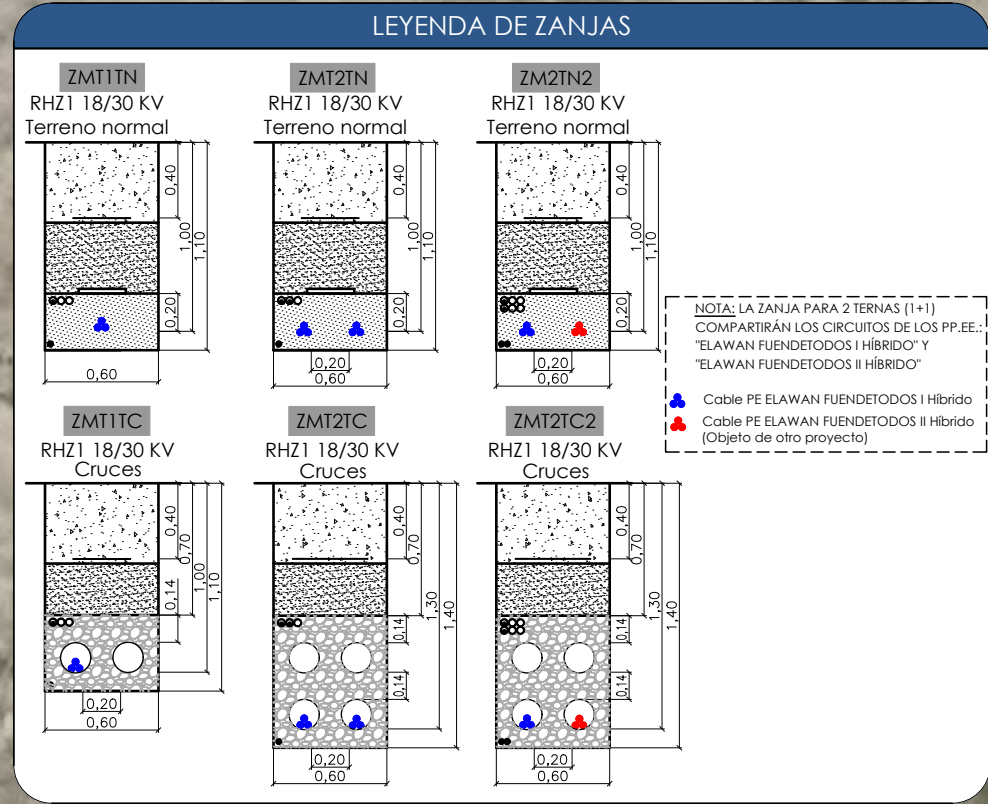 LEYENDA DE ZANJAS
ZMT1TN
RHZ1 18/30 KV
Terreno normal
0,40
1,00
1,10
0,20
0,60
ZMT2TN
RHZ1 18/30 KV
Terreno normal
0,40
1,00
1,10
0,20
0,20
0,60
ZM2TN2
RHZ1 18/30 KV
Terreno normal
0,40
1,00
1,10
0,20
0,20
0,60
NOTA: LA ZANJA PARA 2 TERNAS (1+1)
COMPARTIRÁN LOS CIRCUITOS DE LOS PP.EE.:
"ELAWAN FUENDETODOS I HÍBRIDO" Y
"ELAWAN FUENDETODOS II HÍBRIDO"
Cable PE ELAWAN FUENDETODOS I Híbrido
Cable PE ELAWAN FUENDETODOS II Híbrido
(Objeto de otro proyecto)
ZMT1TC
RHZ1 18/30 KV
Cruces
0,40
0,70
1,00
1,10
0,14
0,20
0,60
ZMT2TC
RHZ1 18/30 KV
Cruces
0,40
0,70
1,30
1,40
0,14
0,14
0,20
0,60
ZMT2TC2
RHZ1 18/30 KV
Cruces
0,40
0,70
1,30
1,40
0,14
0,14
0,20
0,60